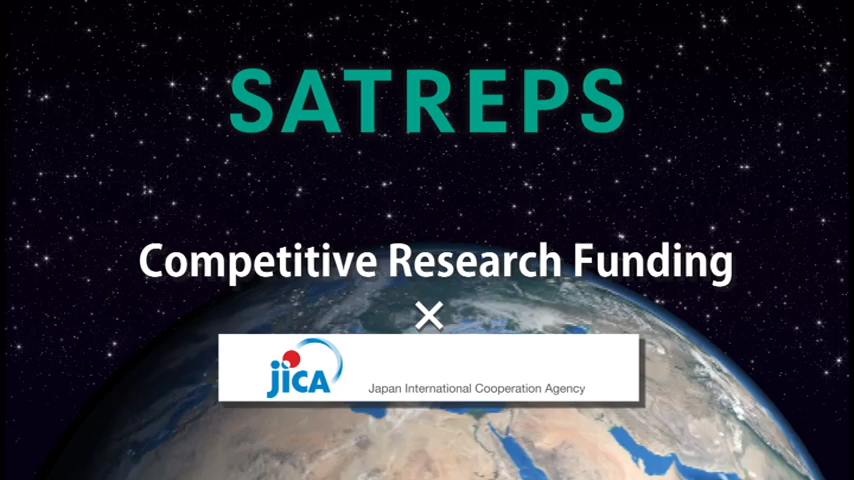 SATREPS
Competitive Research Funding
×
JICA Japan International Cooperation Agency